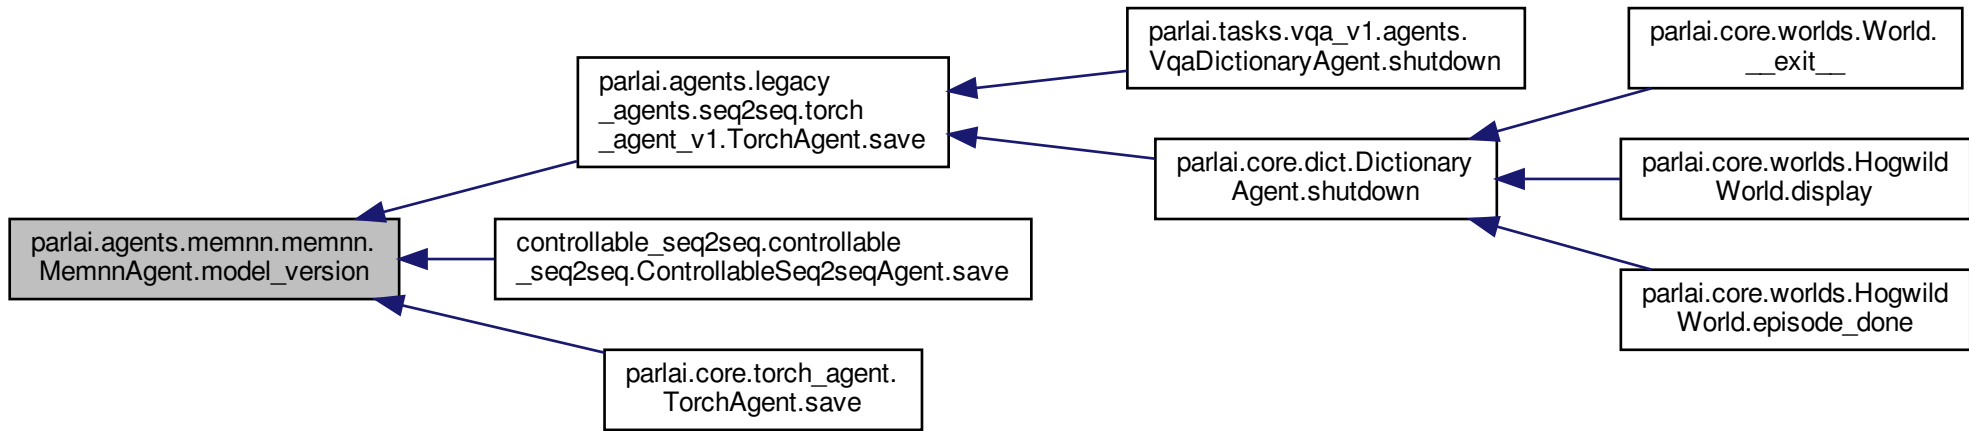 parlai.agents.memnn.memnn.
MemnnAgent.model_version
parlai.agents.legacy
_agents.seq2seq.torch
_agent_v1.TorchAgent.save
controllable_seq2seq.controllable
_seq2seq.ControllableSeq2seqAgent.save
parlai.core.torch_agent.
TorchAgent.save
parlai.tasks.vqa_v1.agents.
VqaDictionaryAgent.shutdown
parlai.core.dict.Dictionary
Agent.shutdown
parlai.core.worlds.World.
__exit__
parlai.core.worlds.Hogwild
World.display
parlai.core.worlds.Hogwild
World.episode_done